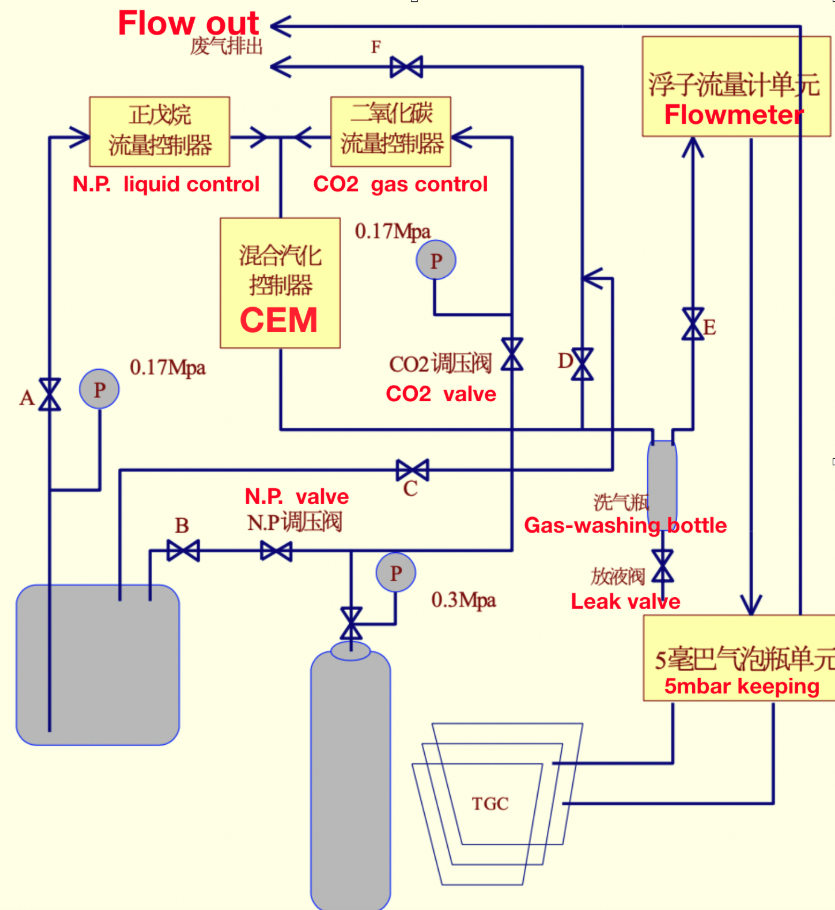 Flow out
废气排出
F
正戊烷
流量控制器
二氧化碳
流量控制器
浮子流量计单元
Flowmeter
N.P. liquid control
CO2 gas control
0.17Mpa
P
混合汽化
控制器
CEM
E
CO2调压阀
CO2 valve
D
0.17Mpa
P
A
C
N.P. valve
N.P调压阀
B
洗气瓶
Gas-washing bottle
P
0.3Mpa
放液阀
Leak valve
5毫巴气泡瓶单元
5mbar keeping
TGC